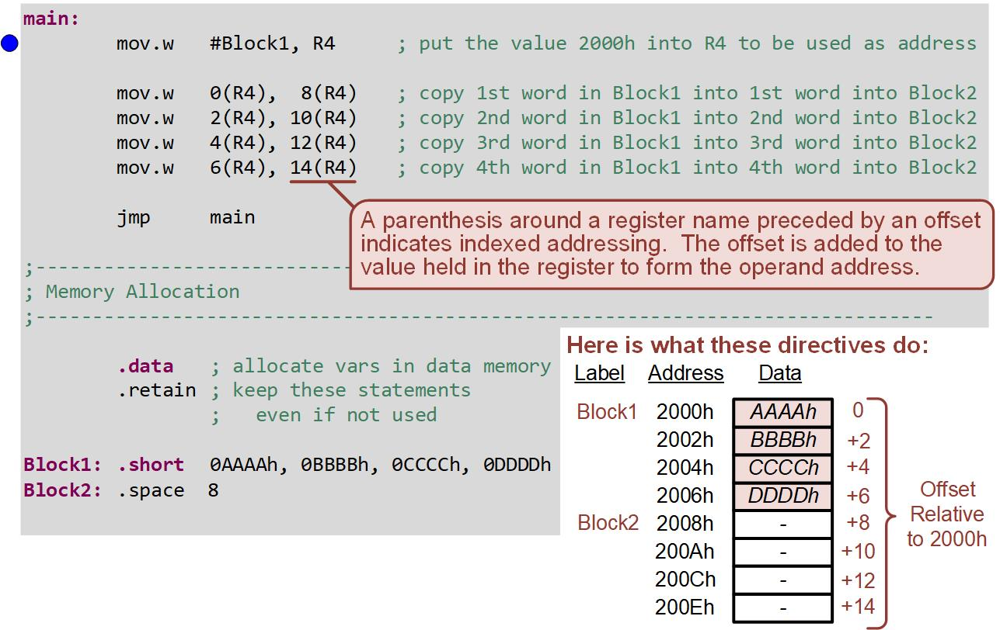 main:
mov.w #Block1, R4 ; put the value 2000h into R4 to be used as address
mov.w 0(R4), 8(R4) ; copy 1st word in Block1 into 1st word into Block2
mov.w 2(R4), 10(R4) ; copy 2nd word in Block1 into 2nd word into Block2
mov.w 4(R4), 12(R4) ; copy 3rd word in Block1 into 3rd word into Block2
mov.w 6(R4), 14(R4) ; copy 4th word in Block1 into 4th word into Block2
jmp main
A parenthesis around a register name preceded by an offset
indicates indexed addressing. The offset is added to the
value held in the register to form the operand address.
;----------------------------
; Memory Allocation
;-------------------------------------------------------------------------------
.data ; allocate vars in data memory
.retain ; keep these statements
; even if not used
Block1: .short 0AAAAh, 0BBBBh, 0CCCCh, 0DDDDh
Block2: .space 8
Here is what these directives do:
Label Address Data
Block1 2000h AAAAh 0
2002h BBBBh +2
2004h CCCCh +4
2006h DDDDh +6
Block2 2008h - +8
200Ah - +10
200Ch - +12
200Eh - +14
Offset
Relative
to 2000h